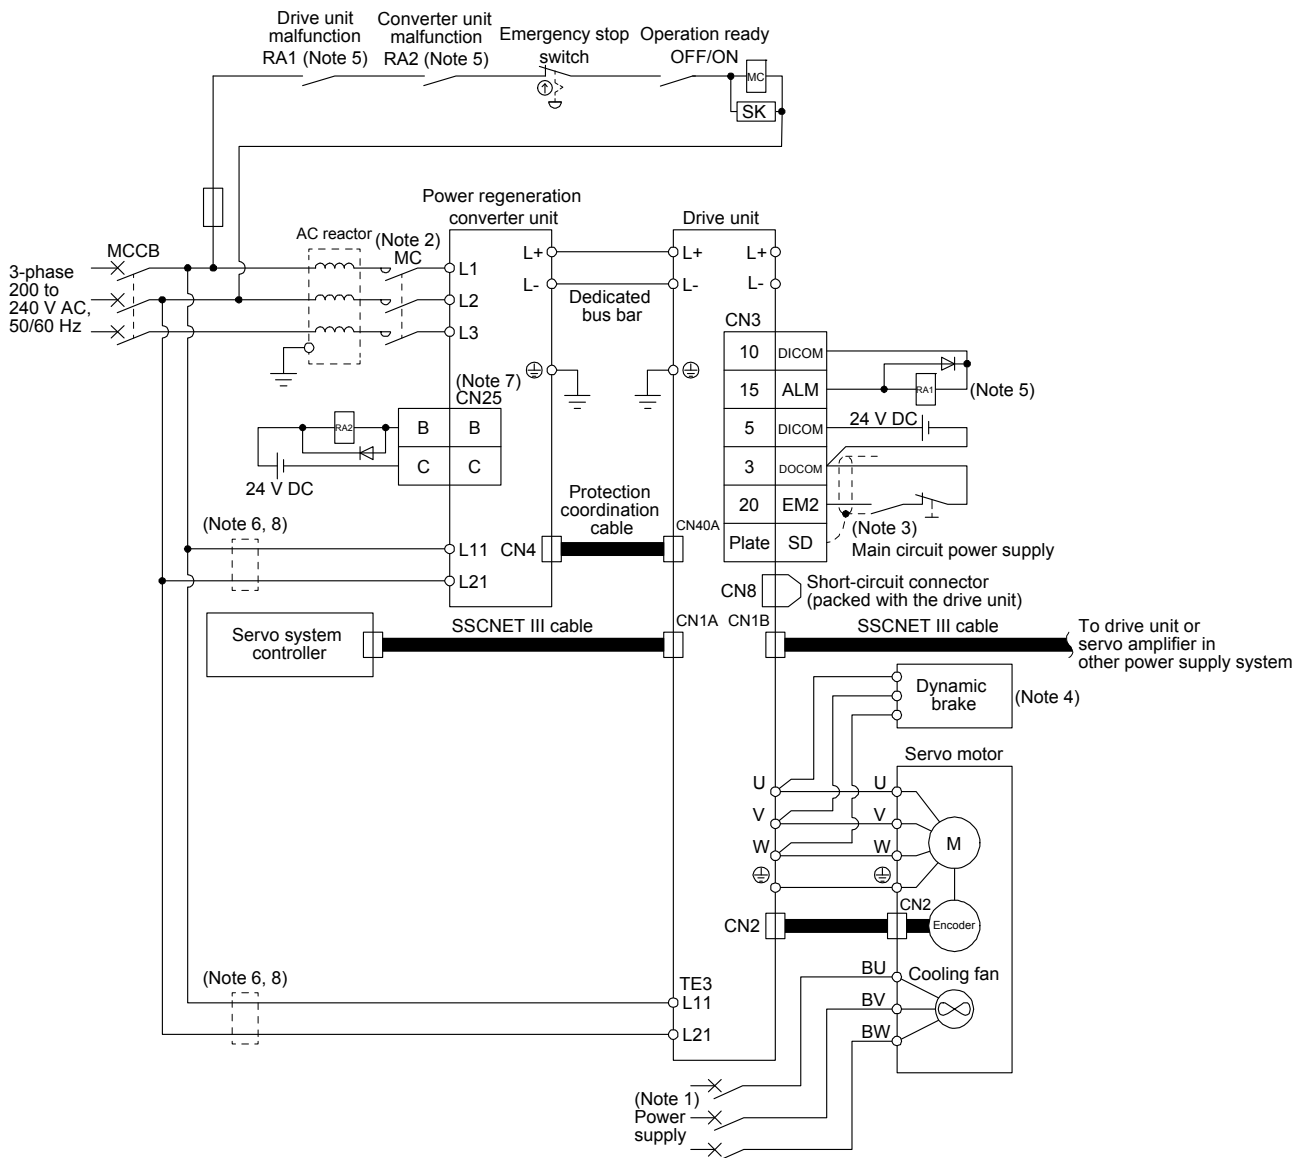 Drive unit
malfunction
RA1 (Note 5)
Converter unit
malfunction
RA2 (Note 5)
Emergency stop
switch
Operation ready
OFF/ON
MC
SK
Power regeneration
converter unit
Drive unit
AC reactor
(Note 2)
MC
MCCB
3-phase
200 to
240 V AC,
50/60 Hz
L1
L2
L3
L+
L-
Dedicated
bus bar
L+
L-
L+
L-
CN3
10 DICOM
15 ALM
5 DICOM
3 DOCOM
20 EM2
Plate SD
RA1
(Note 5)
24 V DC
(Note 3)
Main circuit power supply
(Note 7)
CN25
B B
C C
RA2
24 V DC
Protection
coordination
cable
(Note 6, 8)
L11
L21
CN4
CN40A
CN8
Short-circuit connector
(packed with the drive unit)
Servo system
controller
SSCNET III cable
CN1A
CN1B
SSCNET III cable
To drive unit or
servo amplifier in
other power supply system
Dynamic
brake
(Note 4)
Servo motor
U U
V V
W W
M
CN2
CN2
Encoder
Cooling fan
BU
BV
BW
(Note 6, 8)
TE3
L11
L21
(Note 1)
Power
supply